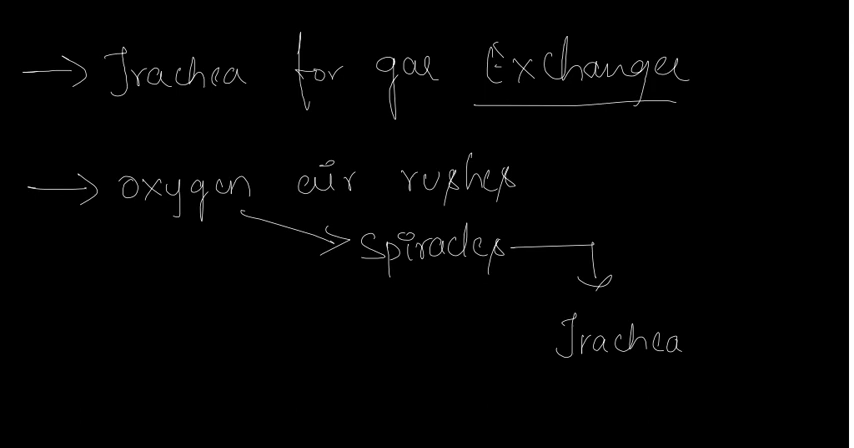 → Trachea for gas Exchange
→ oxygen air rushes
→ Spiracles
↓
Trachea